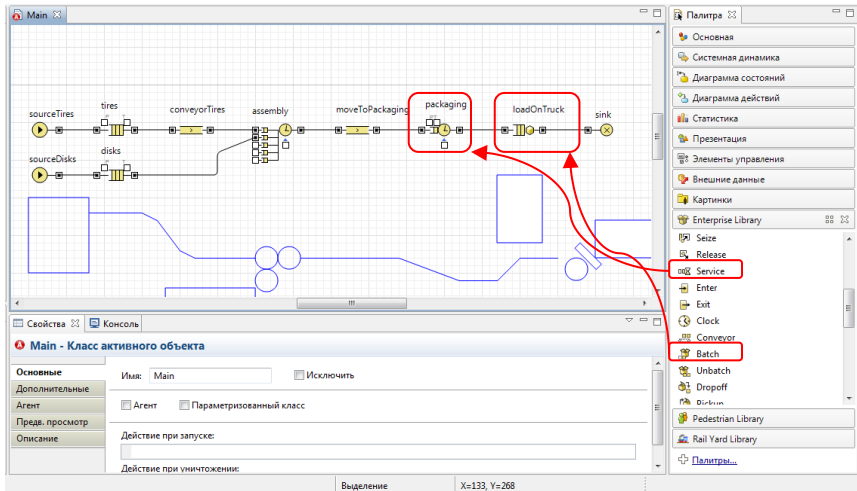 Main
sourceTires
tires
conveyorTires
assembly
moveToPackaging
packaging
loadOnTruck
sink
sourceDisks
disks
Свойства
Консоль
Main - Класс активного объекта
Основные
Дополнительные
Агент
Предв. просмотр
Описание
Имя: Main
Исключить
Агент
Параметризованный класс
Действие при запуске:
Действие при уничтожении:
Выделение
X=133, Y=268
Палитра
Основная
Системная динамика
Диаграмма состояний
Диаграмма действий
Статистика
Презентация
Элементы управления
Внешние данные
Картинки
Enterprise Library
Seize
Release
Service
Enter
Exit
Clock
Conveyor
Batch
Unbatch
Dropoff
Pickup
Pedestrian Library
Rail Yard Library
Палитры...